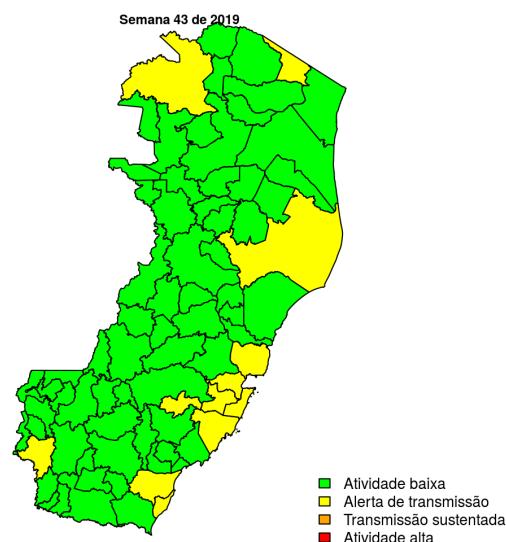 Semana 43 de 2019
Atividade baixa
Alerta de transmissão
Transmissão sustentada
Atividade alta